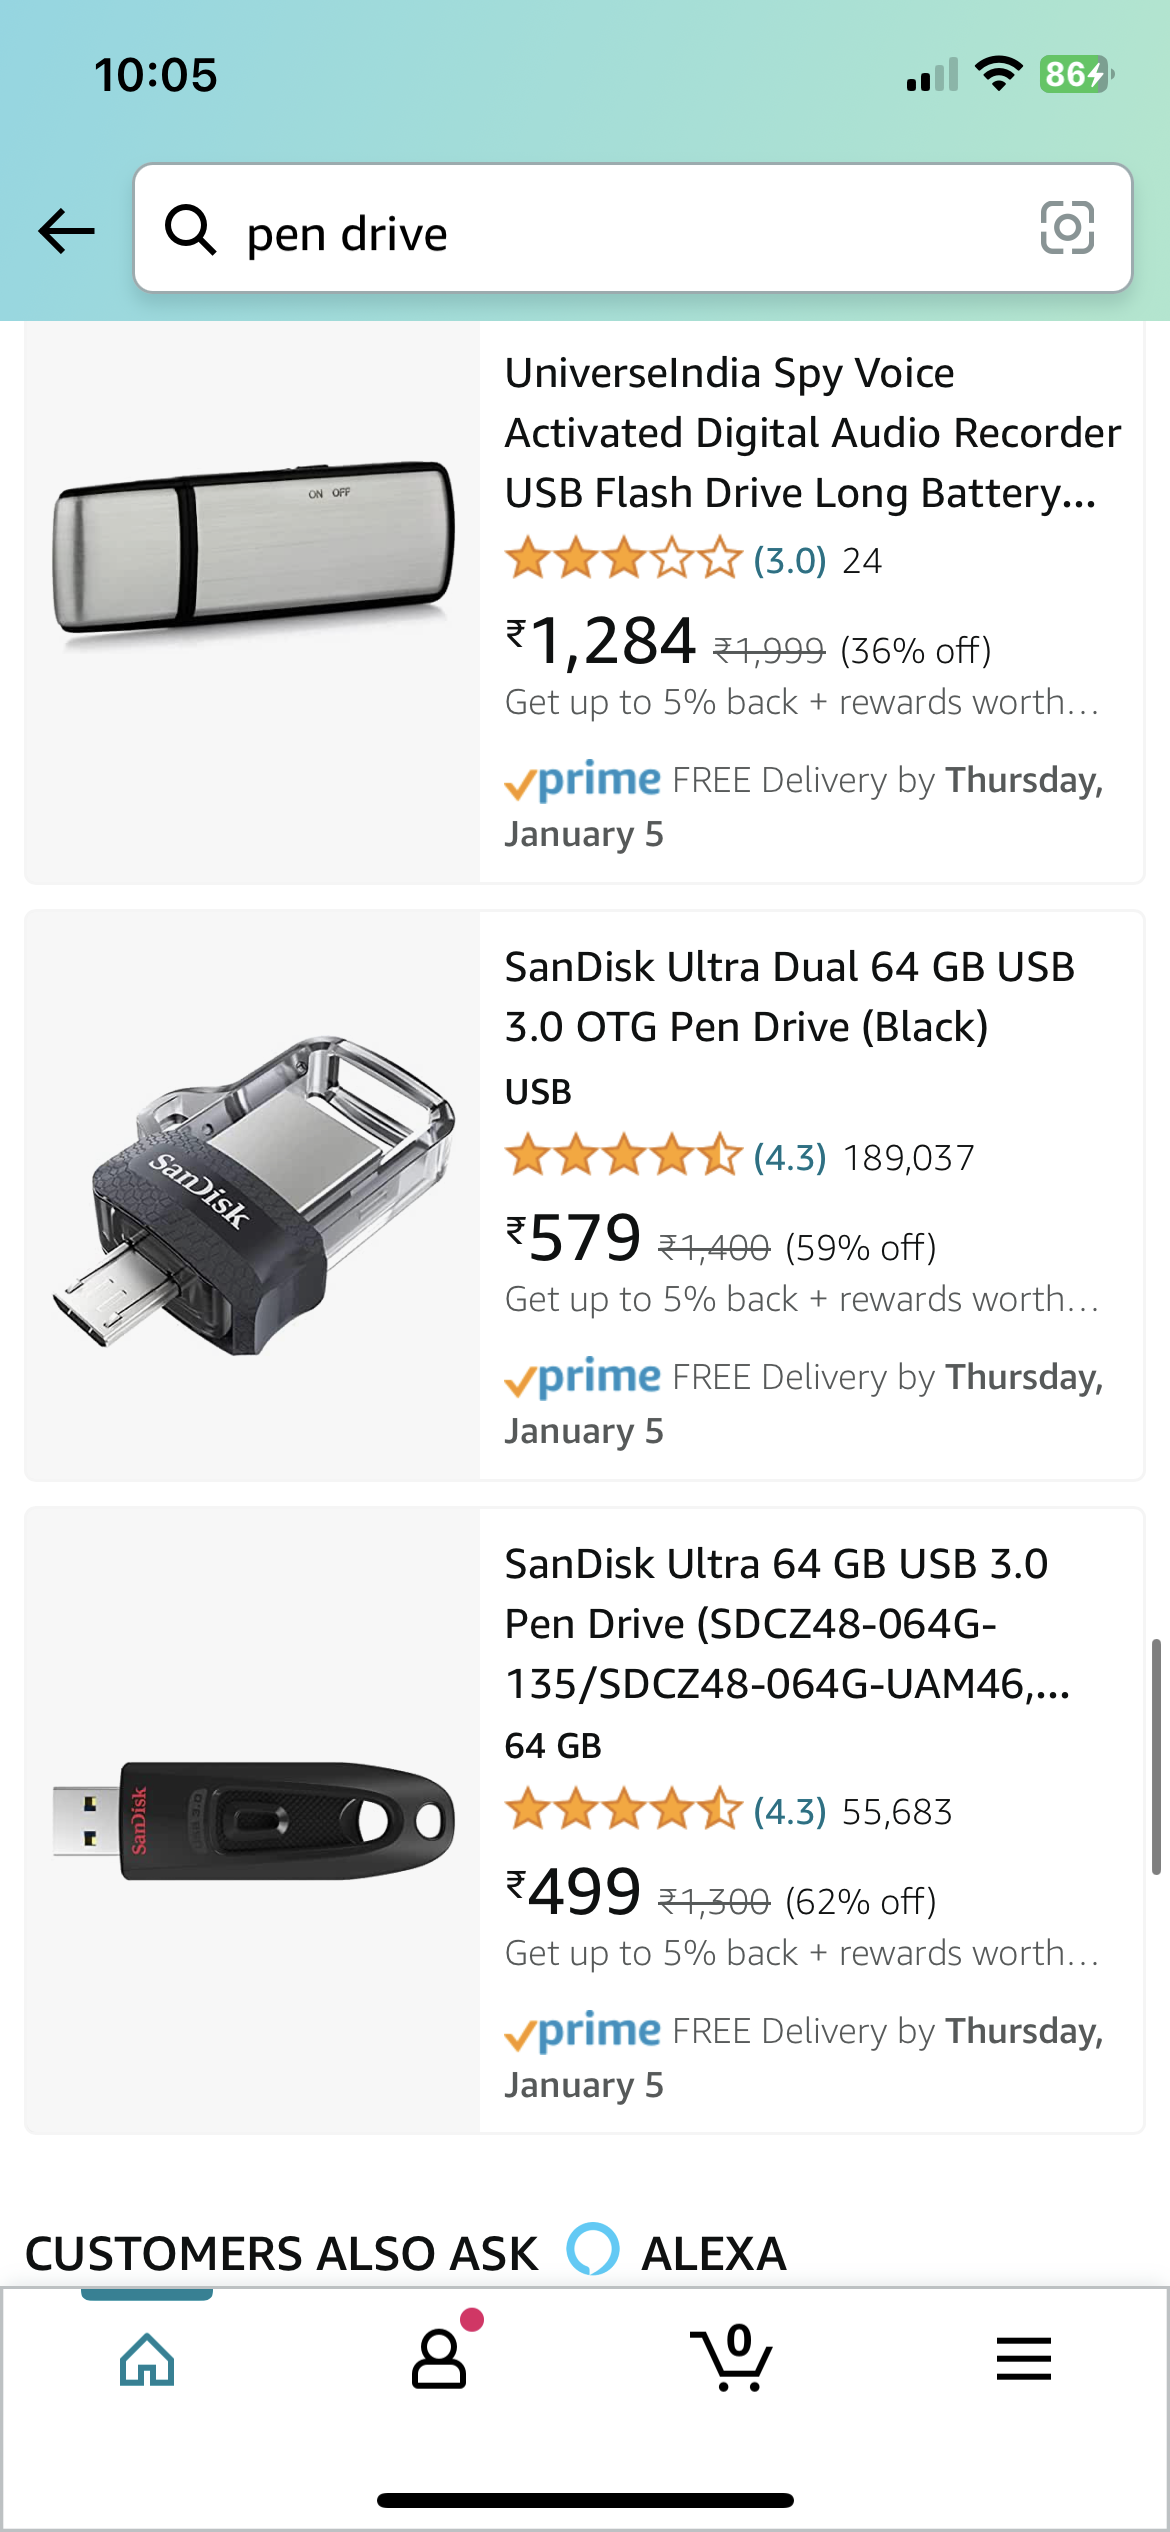 10:05
86
pen drive
ON OFF
UniverseIndia Spy Voice
Activated Digital Audio Recorder
USB Flash Drive Long Battery...
(3.0) 24
₹1,284 ₹1,999 (36% off)
Get up to 5% back + rewards worth...
prime FREE Delivery by Thursday,
January 5
SanDisk
SanDisk Ultra Dual 64 GB USB
3.0 OTG Pen Drive (Black)
USB
(4.3) 189,037
₹579 ₹1,400 (59% off)
Get up to 5% back + rewards worth...
prime FREE Delivery by Thursday,
January 5
SanDisk
USB 3.0
SanDisk Ultra 64 GB USB 3.0
Pen Drive (SDCZ48-064G-
135/SDCZ48-064G-UAM46,...
64 GB
(4.3) 55,683
₹499 ₹1,300 (62% off)
Get up to 5% back + rewards worth...
prime FREE Delivery by Thursday,
January 5
CUSTOMERS ALSO ASK ALEXA
0